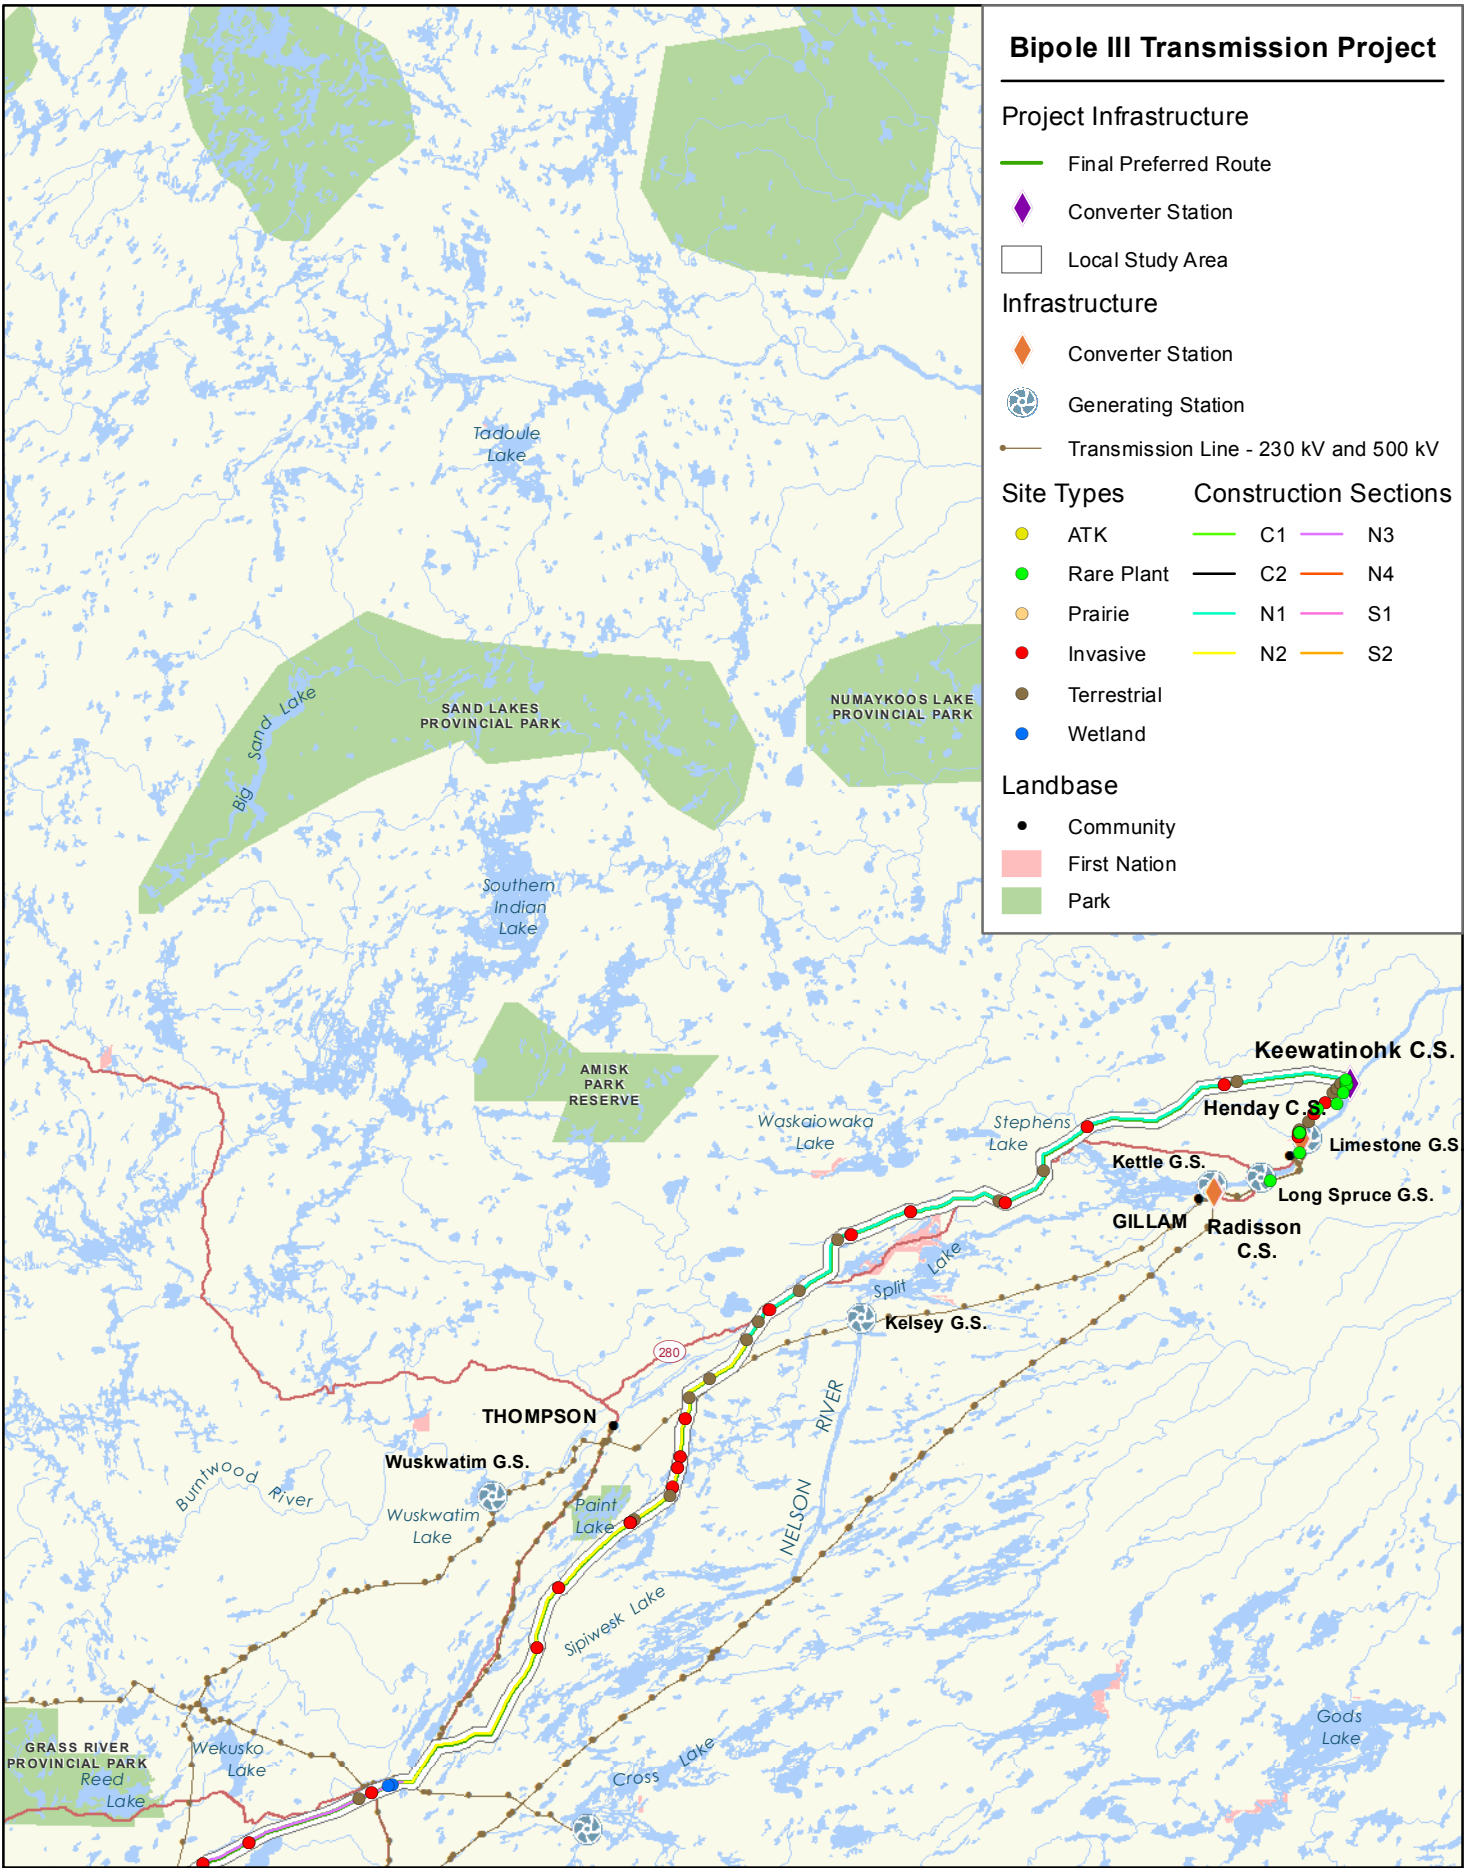 Bipole III Transmission Project
Project Infrastructure
Final Preferred Route
Converter Station
Local Study Area
Infrastructure
Converter Station
Generating Station
Transmission Line - 230 kV and 500 kV
Site Types
ATK
Rare Plant
Prairie
Invasive
Terrestrial
Wetland
Construction Sections
C1
C2
N1
N2
N3
N4
S1
S2
Landbase
Community
First Nation
Park
Tadoule
Lake
Big Sand Lake
SAND LAKES
PROVINCIAL PARK
NUMAYKOOS LAKE
PROVINCIAL PARK
Southern
Indian
Lake
AMISK
PARK
RESERVE
Waskaiowaka
Lake
Stephens
Lake
Keewatinohk C.S.
Henday C.S.
Limestone G.S.
Kettle G.S.
Long Spruce G.S.
GILLAM
Radisson
C.S.
Split Lake
Kelsey G.S.
280
NELSON RIVER
THOMPSON
Wuskwatim G.S.
Burntwood River
Wuskwatim
Lake
Paint
Lake
Sipiwesk Lake
Cross Lake
Gods
Lake
GRASS RIVER
PROVINCIAL PARK
Reed
Lake
Wekusko
Lake